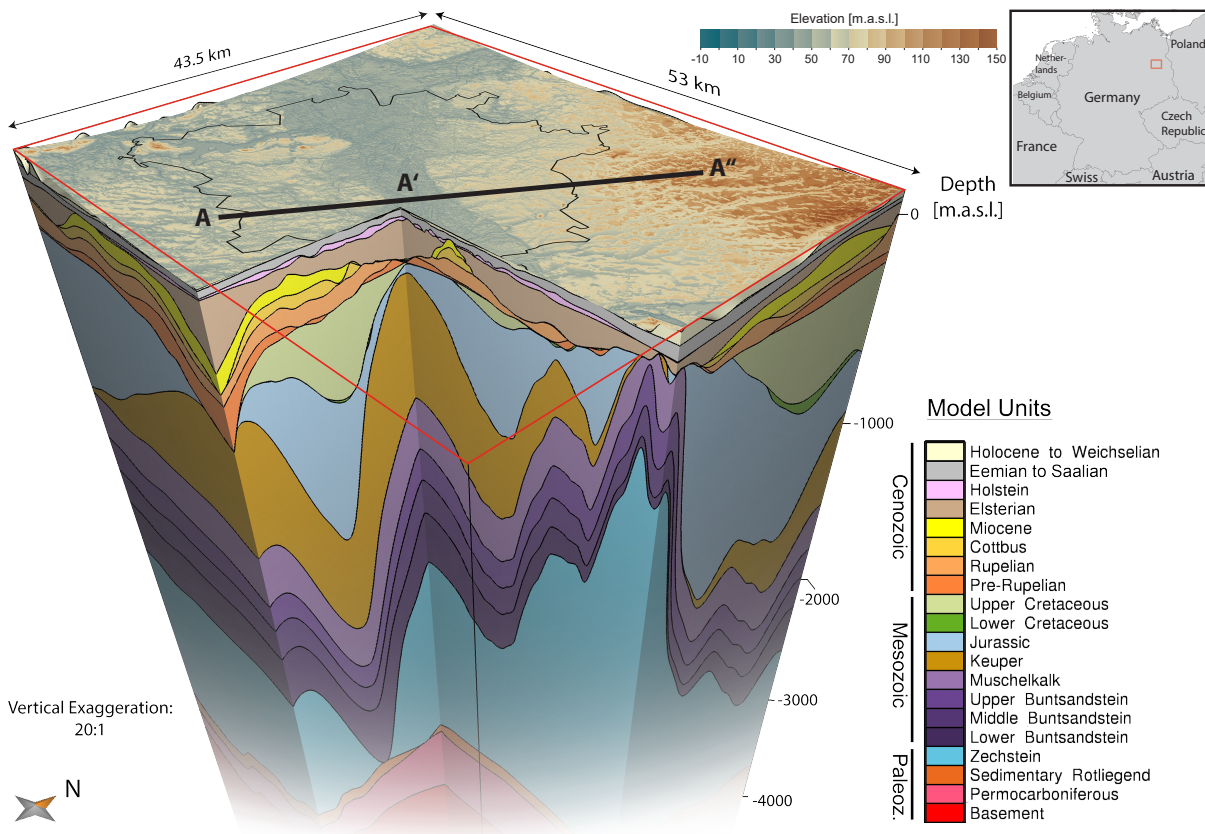 Elevation [m.a.s.l.]
-10 10 30 50 70 90 110 130 150
43.5 km
53 km
Nether-
lands
Poland
Belgium
Germany
Czech
Republic
France
Swiss
Austria
A
A'
A"
Depth
[m.a.s.l.]
0
-1000
-2000
-3000
-4000
Vertical Exaggeration:
20:1
N
Model Units
Cenozoic
Holocene to Weichselian
Eemian to Saalian
Holstein
Elsterian
Miocene
Cottbus
Rupelian
Pre-Rupelian
Mesozoic
Upper Cretaceous
Lower Cretaceous
Jurassic
Keuper
Muschelkalk
Upper Buntsandstein
Middle Buntsandstein
Lower Buntsandstein
Paleoz.
Zechstein
Sedimentary Rotliegend
Permocarboniferous
Basement